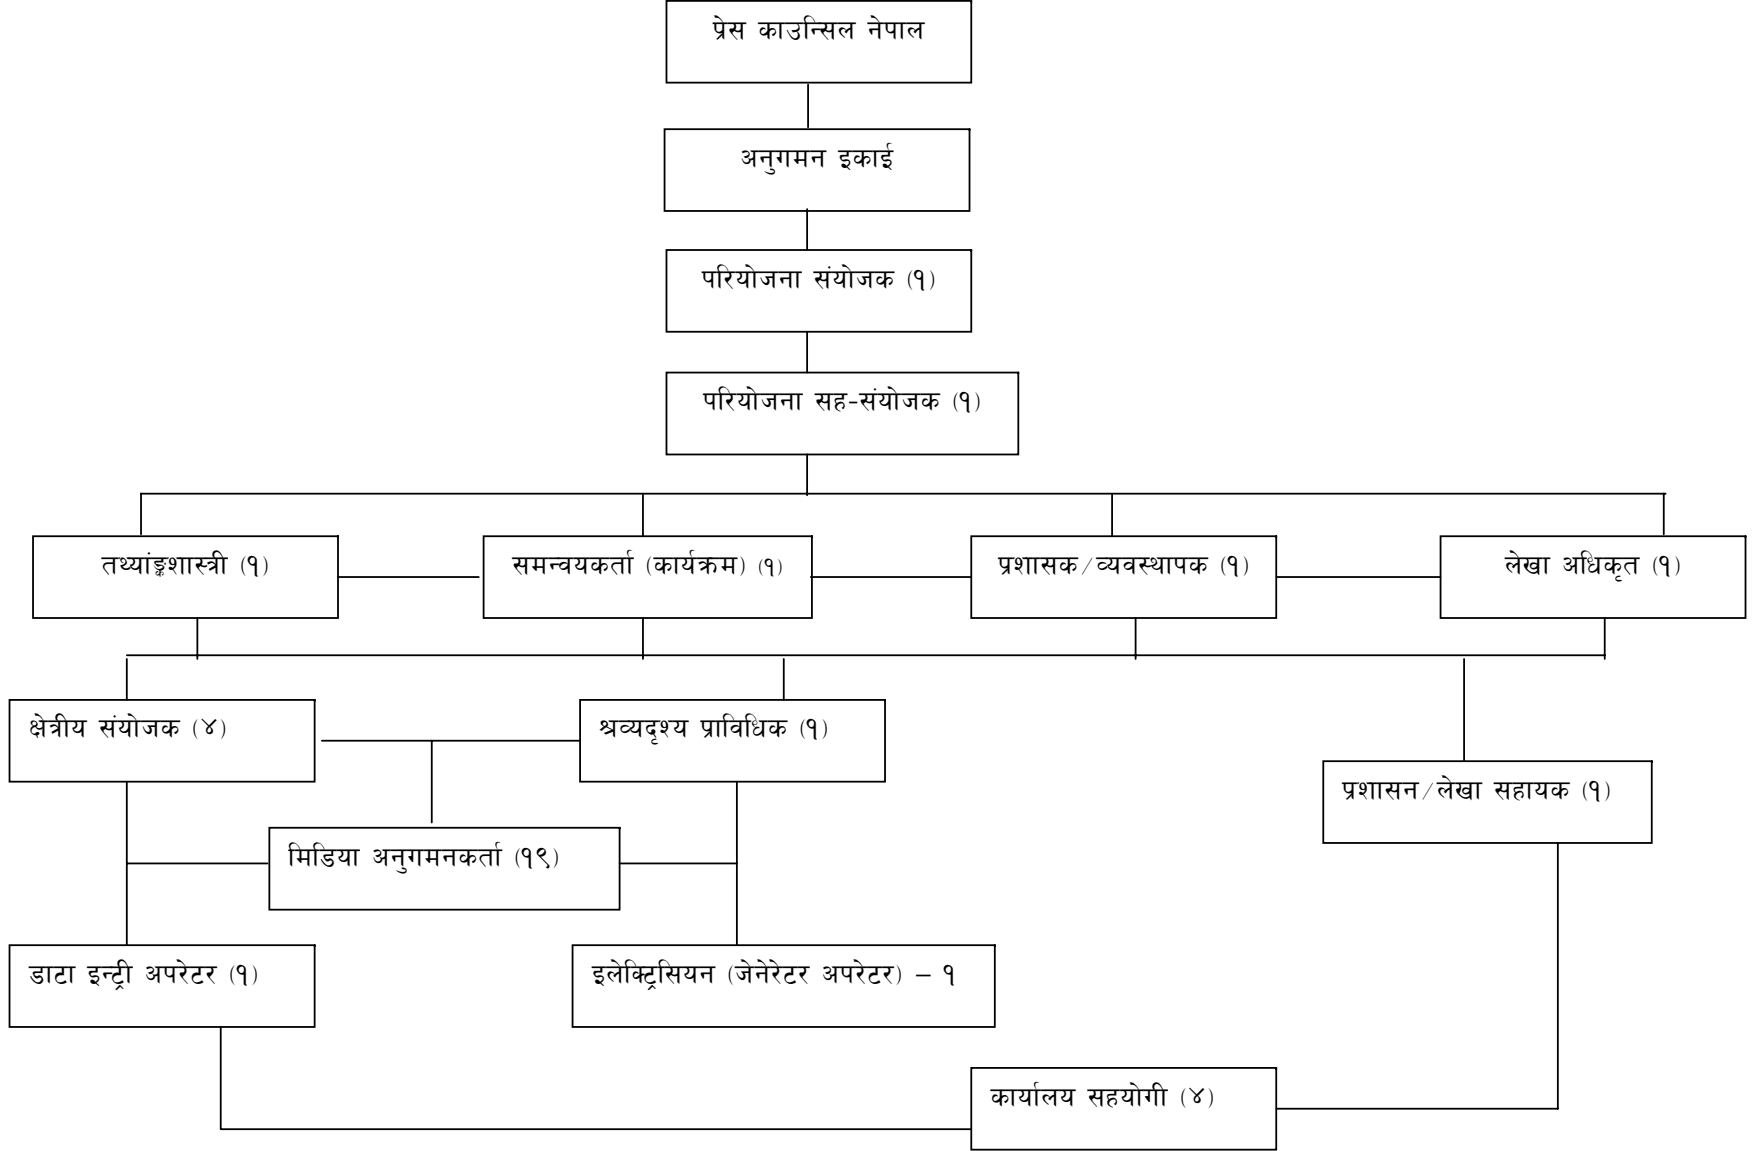 प्रेस काउन्सिल नेपाल
अनुगमन इकाई
परियोजना संयोजक (१)
परियोजना सह-संयोजक (१)
तथ्यांङ्कशास्त्री (१)
समन्वयकर्ता (कार्यक्रम) (१)
प्रशासक/व्यवस्थापक (१)
लेखा अधिकृत (१)
क्षेत्रीय संयोजक (४)
श्रव्यदृश्य प्राविधिक (१)
प्रशासन/लेखा सहायक (१)
मिडिया अनुगमनकर्ता (१९)
डाटा इन्ट्री अपरेटर (१)
इलेक्ट्रिसियन (जेनेरेटर अपरेटर) – १
कार्यालय सहयोगी (४)